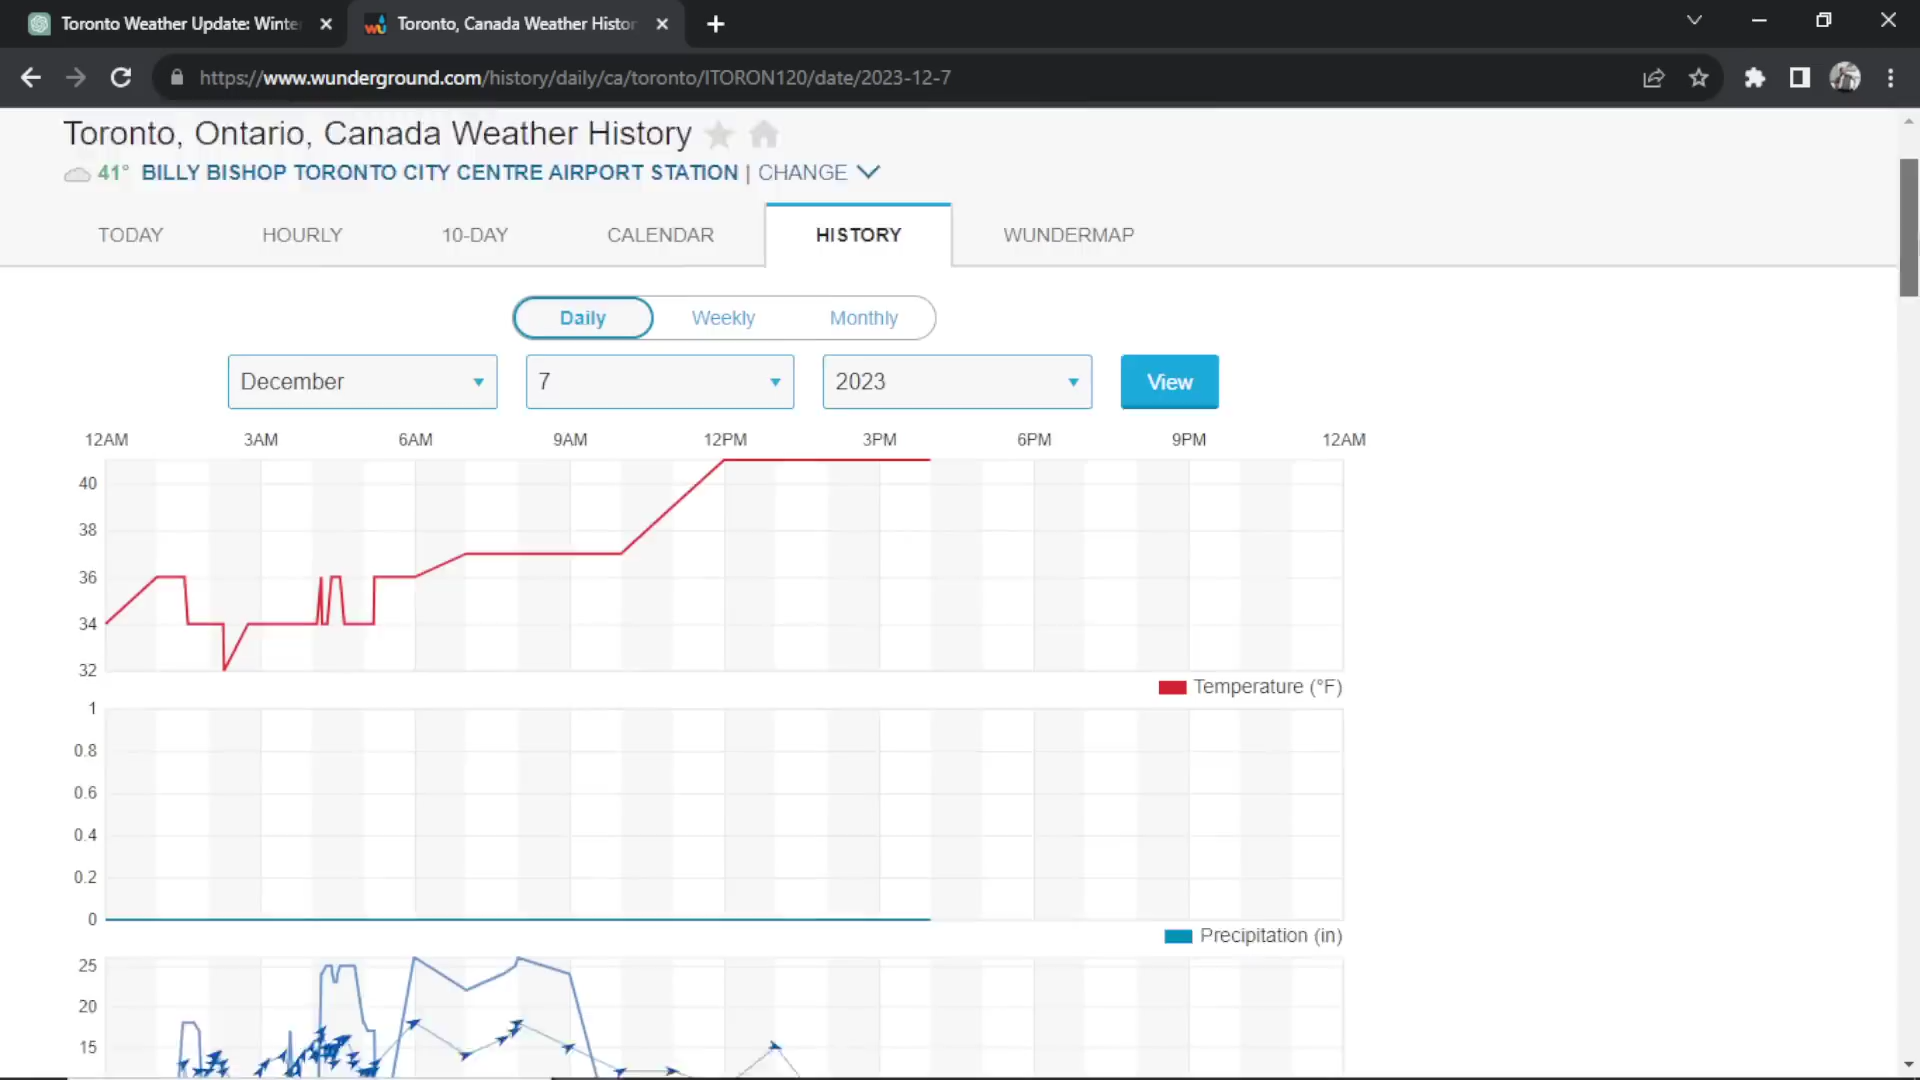 Toronto Weather Update: Winte
Toronto, Canada Weather Histor
https://www.wunderground.com/history/daily/ca/toronto/ITORON120/date/2023-12-7
Toronto, Ontario, Canada Weather History
41° BILLY BISHOP TORONTO CITY CENTRE AIRPORT STATION | CHANGE
TODAY HOURLY 10-DAY CALENDAR HISTORY WUNDERMAP
Daily Weekly Monthly
December 7 2023 View
12AM 3AM 6AM 9AM 12PM 3PM 6PM 9PM 12AM
40
38
36
34
32
Temperature (°F)
1
0.8
0.6
0.4
0.2
0
Precipitation (in)
25
20
15